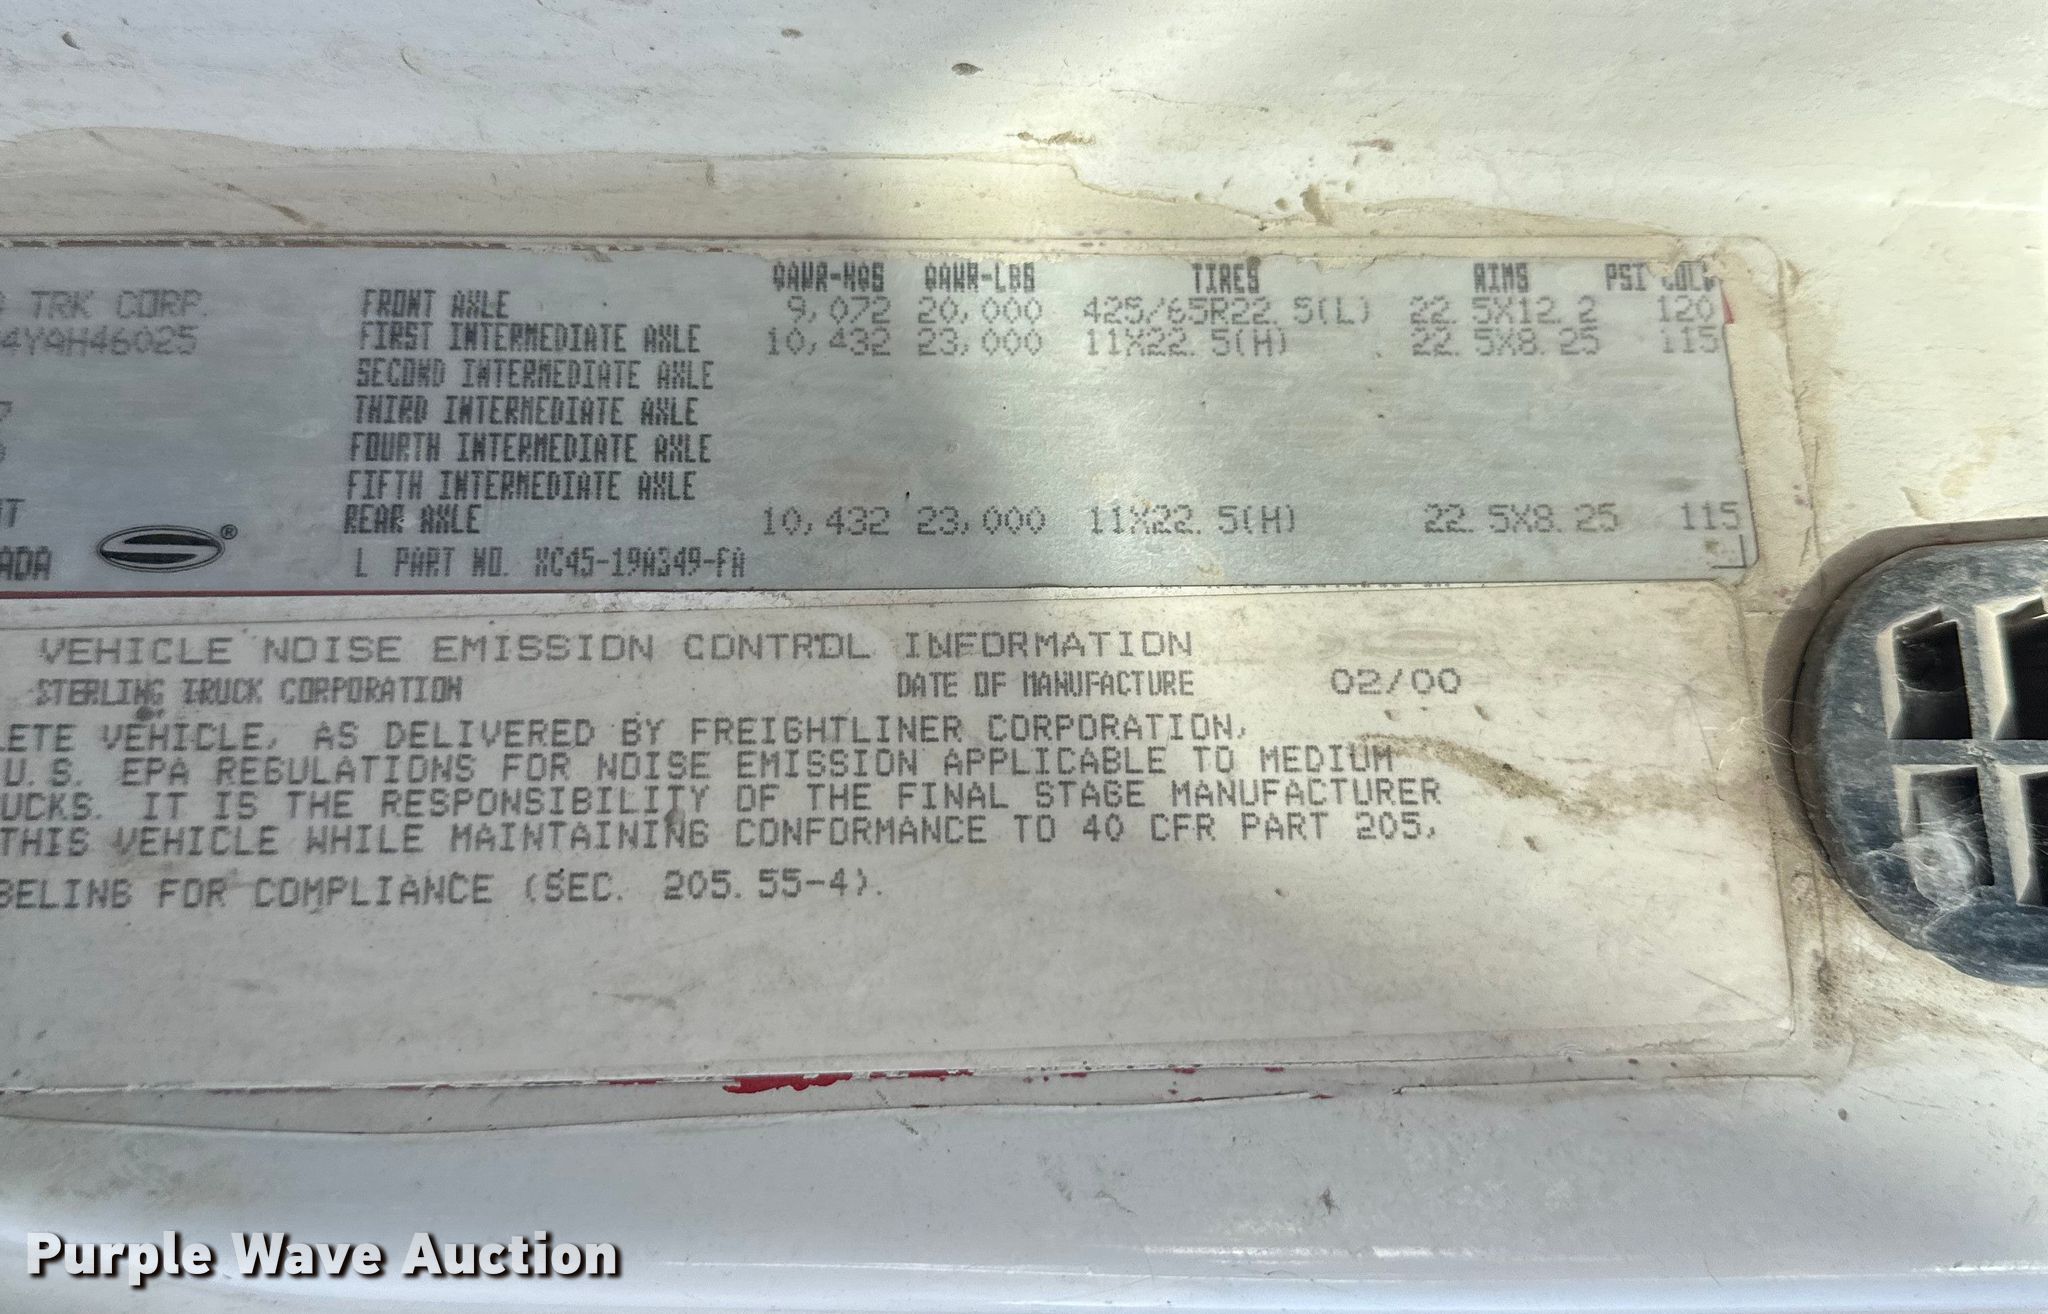 GAWR-KGS GAWR-LBS TIRES RIMS PSI COLD
TRK CORP. FRONT AXLE 9,072 20,000 425/65R22.5(L) 22.5X12.2 120
4YAH46025 FIRST INTERMEDIATE AXLE 10,432 23,000 11X22.5(H) 22.5X8.25 115
SECOND INTERMEDIATE AXLE
THIRD INTERMEDIATE AXLE
FOURTH INTERMEDIATE AXLE
FIFTH INTERMEDIATE AXLE
REAR AXLE 10,432 23,000 11X22.5(H) 22.5X8.25 115
ADA ® L PART NO. XC45-19A349-FA
VEHICLE NOISE EMISSION CONTROL INFORMATION
STERLING TRUCK CORPORATION DATE OF MANUFACTURE 02/00
LETE VEHICLE, AS DELIVERED BY FREIGHTLINER CORPORATION,
U.S. EPA REGULATIONS FOR NOISE EMISSION APPLICABLE TO MEDIUM
UCKS. IT IS THE RESPONSIBILITY OF THE FINAL STAGE MANUFACTURER
THIS VEHICLE WHILE MAINTAINING CONFORMANCE TO 40 CFR PART 205,
BELING FOR COMPLIANCE (SEC. 205.55-4).
Purple Wave Auction